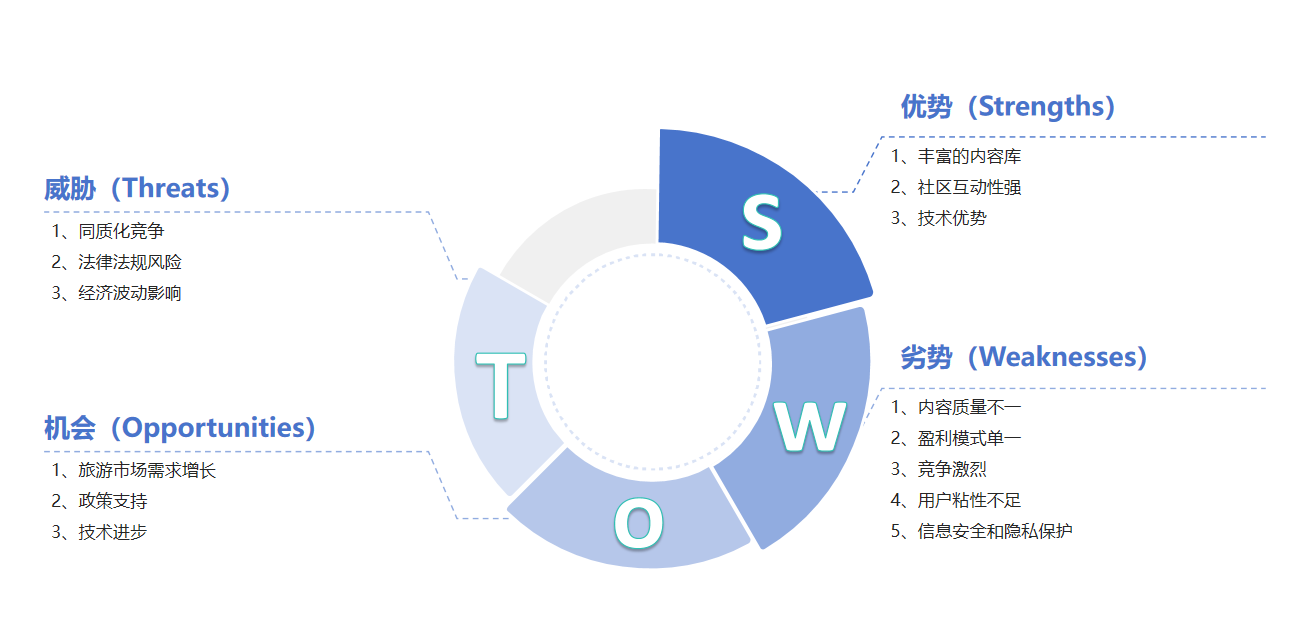 优势（Strengths）
1、丰富的内容库
2、社区互动性强
3、技术优势
威胁（Threats）
1、同质化竞争
2、法律法规风险
3、经济波动影响
S
T
W
O
劣势（Weaknesses）
1、内容质量不一
2、盈利模式单一
3、竞争激烈
4、用户粘性不足
5、信息安全和隐私保护
机会（Opportunities）
1、旅游市场需求增长
2、政策支持
3、技术进步